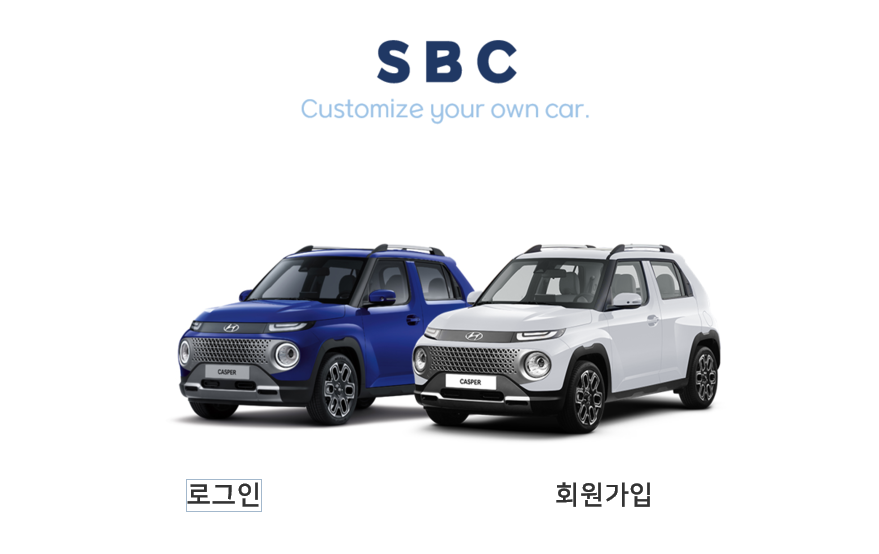 SBC
Customize your own car.
CASPER
CASPER
로그인
회원가입